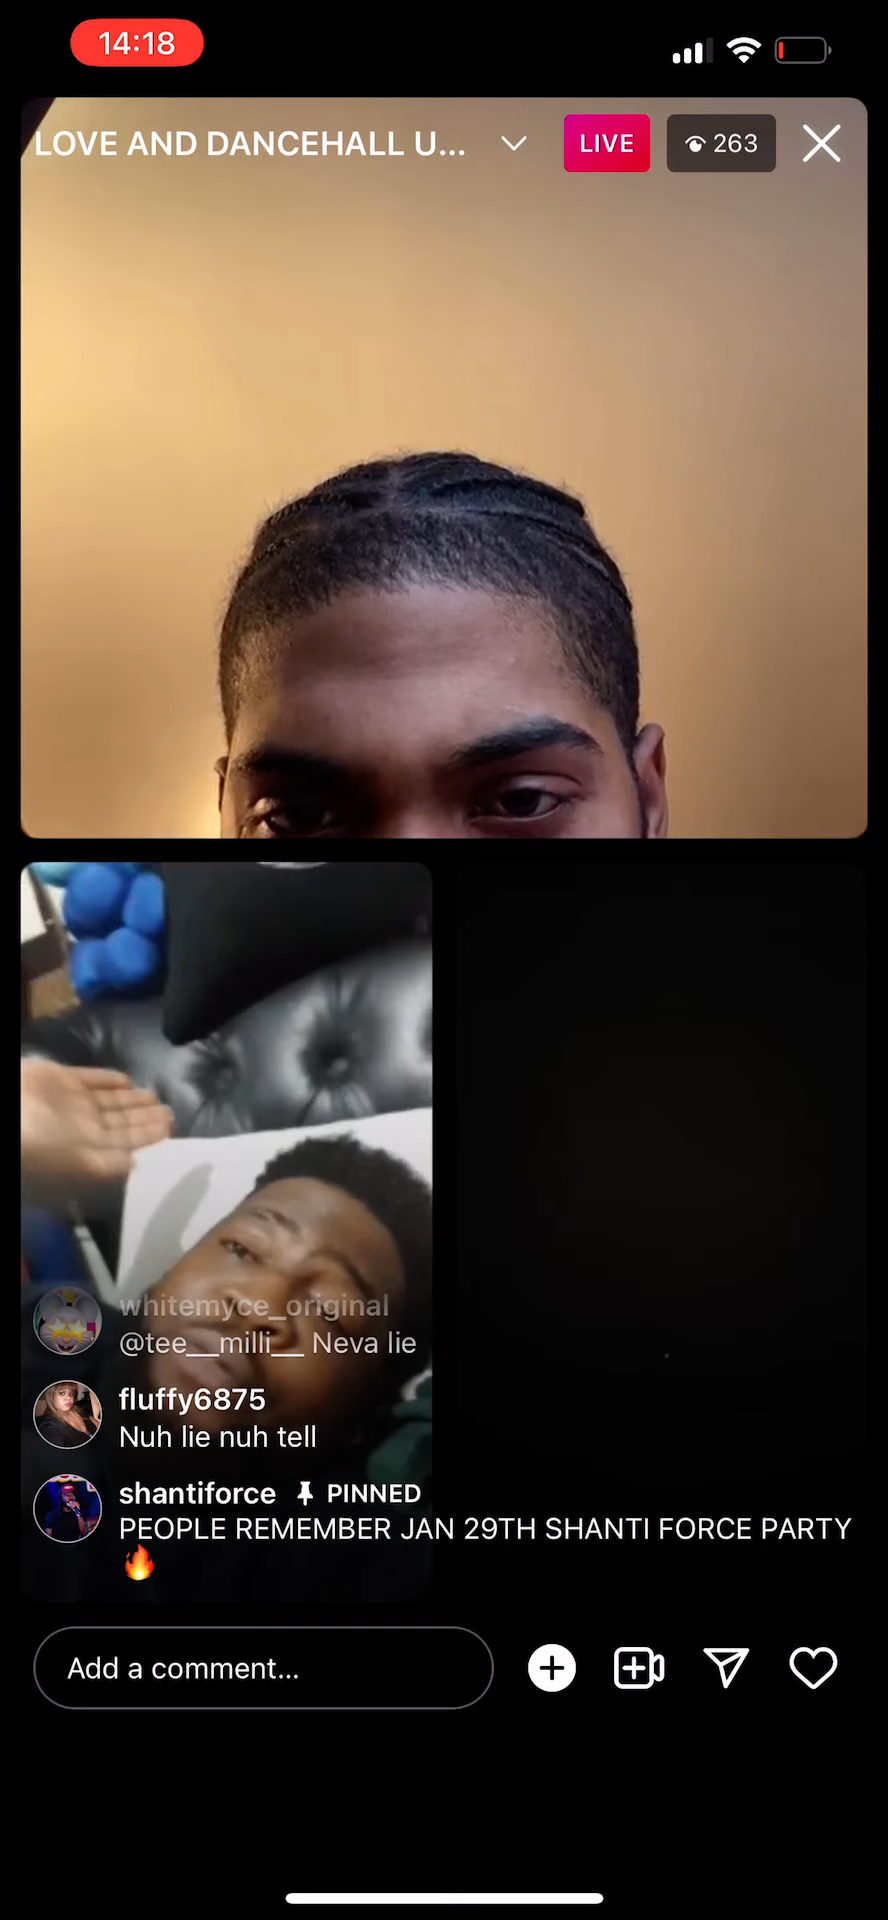 14:18
LOVE AND DANCEHALL U...
LIVE
263
whitemyce_original
@tee__milli__ Neva lie
fluffy6875
Nuh lie nuh tell
shantiforce PINNED
PEOPLE REMEMBER JAN 29TH SHANTI FORCE PARTY
🔥
Add a comment...